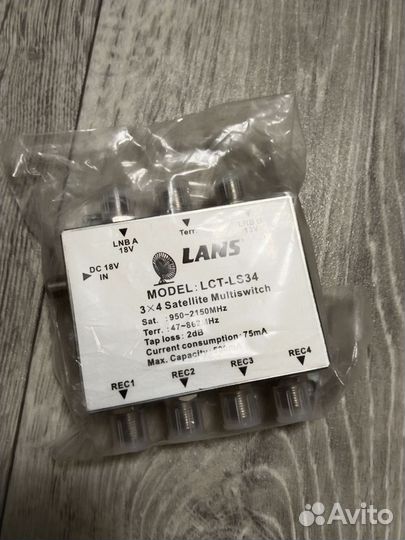 LNB A
18V
Terr.
LNB B
13V
DC 18V
IN
LANS
MODEL: LCT-LS34
3×4 Satellite Multiswitch
Sat. :950~2150MHz
Terr. :47~862MHz
Tap loss: 2dB
Current consumption:75mA
Max. Capacity:
REC1
REC2
REC3
REC4
Avito